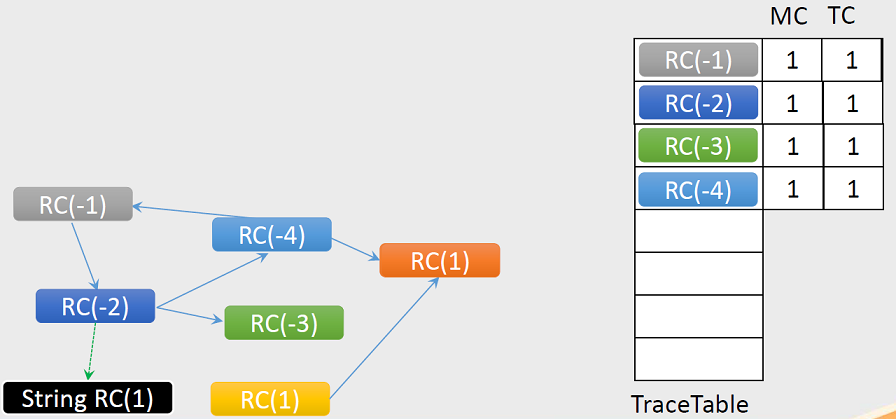 MC TC
RC(-1) 1 1
RC(-2) 1 1
RC(-3) 1 1
RC(-4) 1 1
TraceTable
RC(-1)
RC(-4)
RC(1)
RC(-2)
RC(-3)
String RC(1)
RC(1)